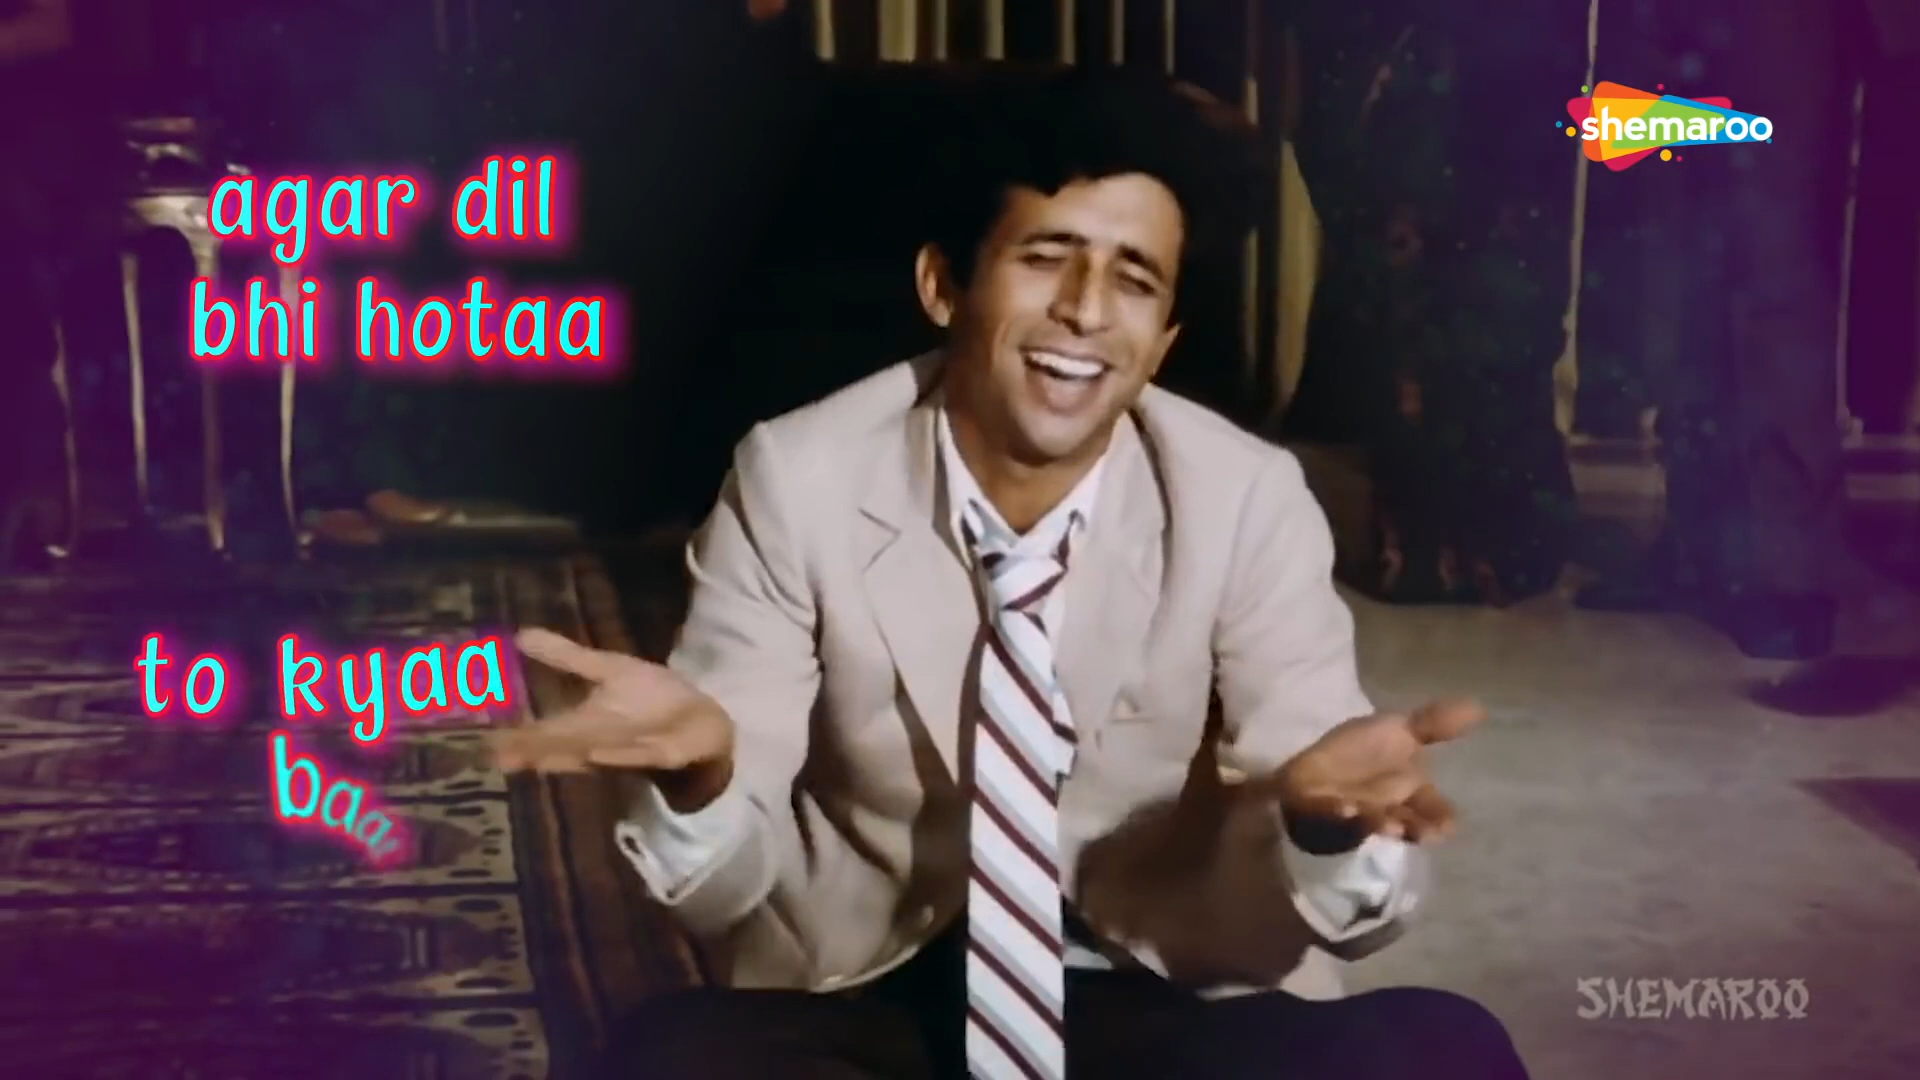 shemaroo
agar dil
bhi hotaa
to kyaa
SHEMAROO